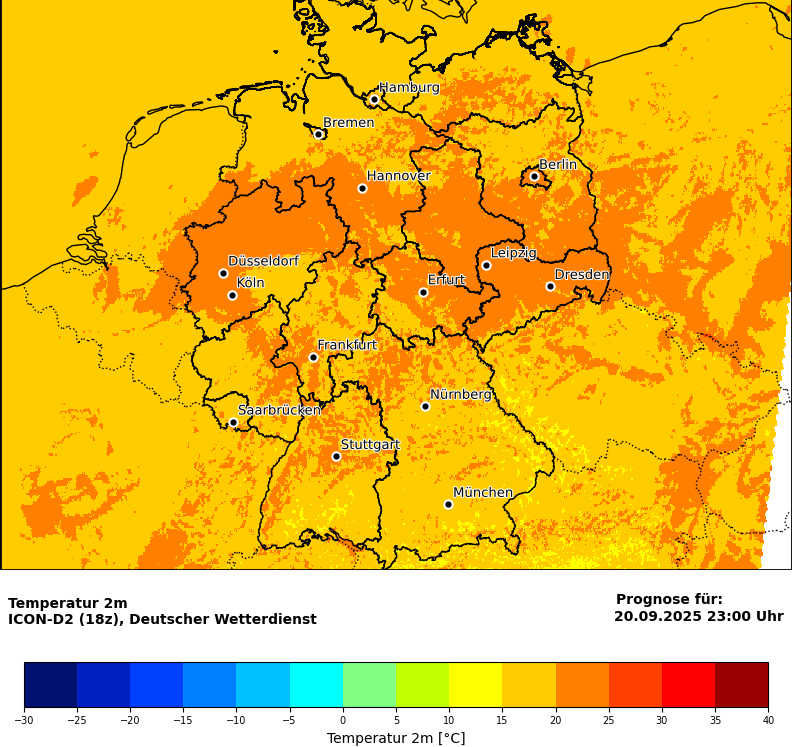 Hamburg
Bremen
Berlin
Hannover
Leipzig
Düsseldorf
Dresden
Köln
Erfurt
Frankfurt
Nürnberg
Saarbrücken
Stuttgart
München
Temperatur 2m
ICON-D2 (18z), Deutscher Wetterdienst
Prognose für:
20.09.2025 23:00 Uhr
−30 −25 −20 −15 −10 −5 0 5 10 15 20 25 30 35 40
Temperatur 2m [°C]